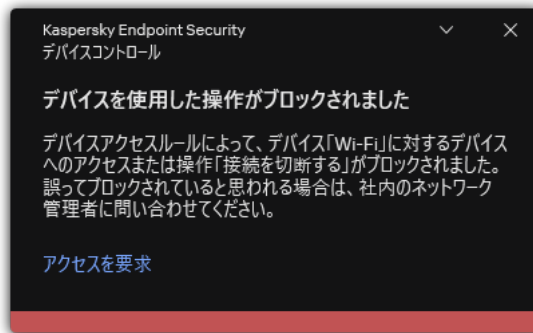 Kaspersky Endpoint Security
デバイスコントロール
デバイスを使用した操作がブロックされました
デバイスアクセスルールによって、デバイス「Wi-Fi」に対するデバイス
へのアクセスまたは操作「接続を切断する」がブロックされました。
誤ってブロックされていると思われる場合は、社内のネットワーク
管理者に問い合わせてください。
アクセスを要求